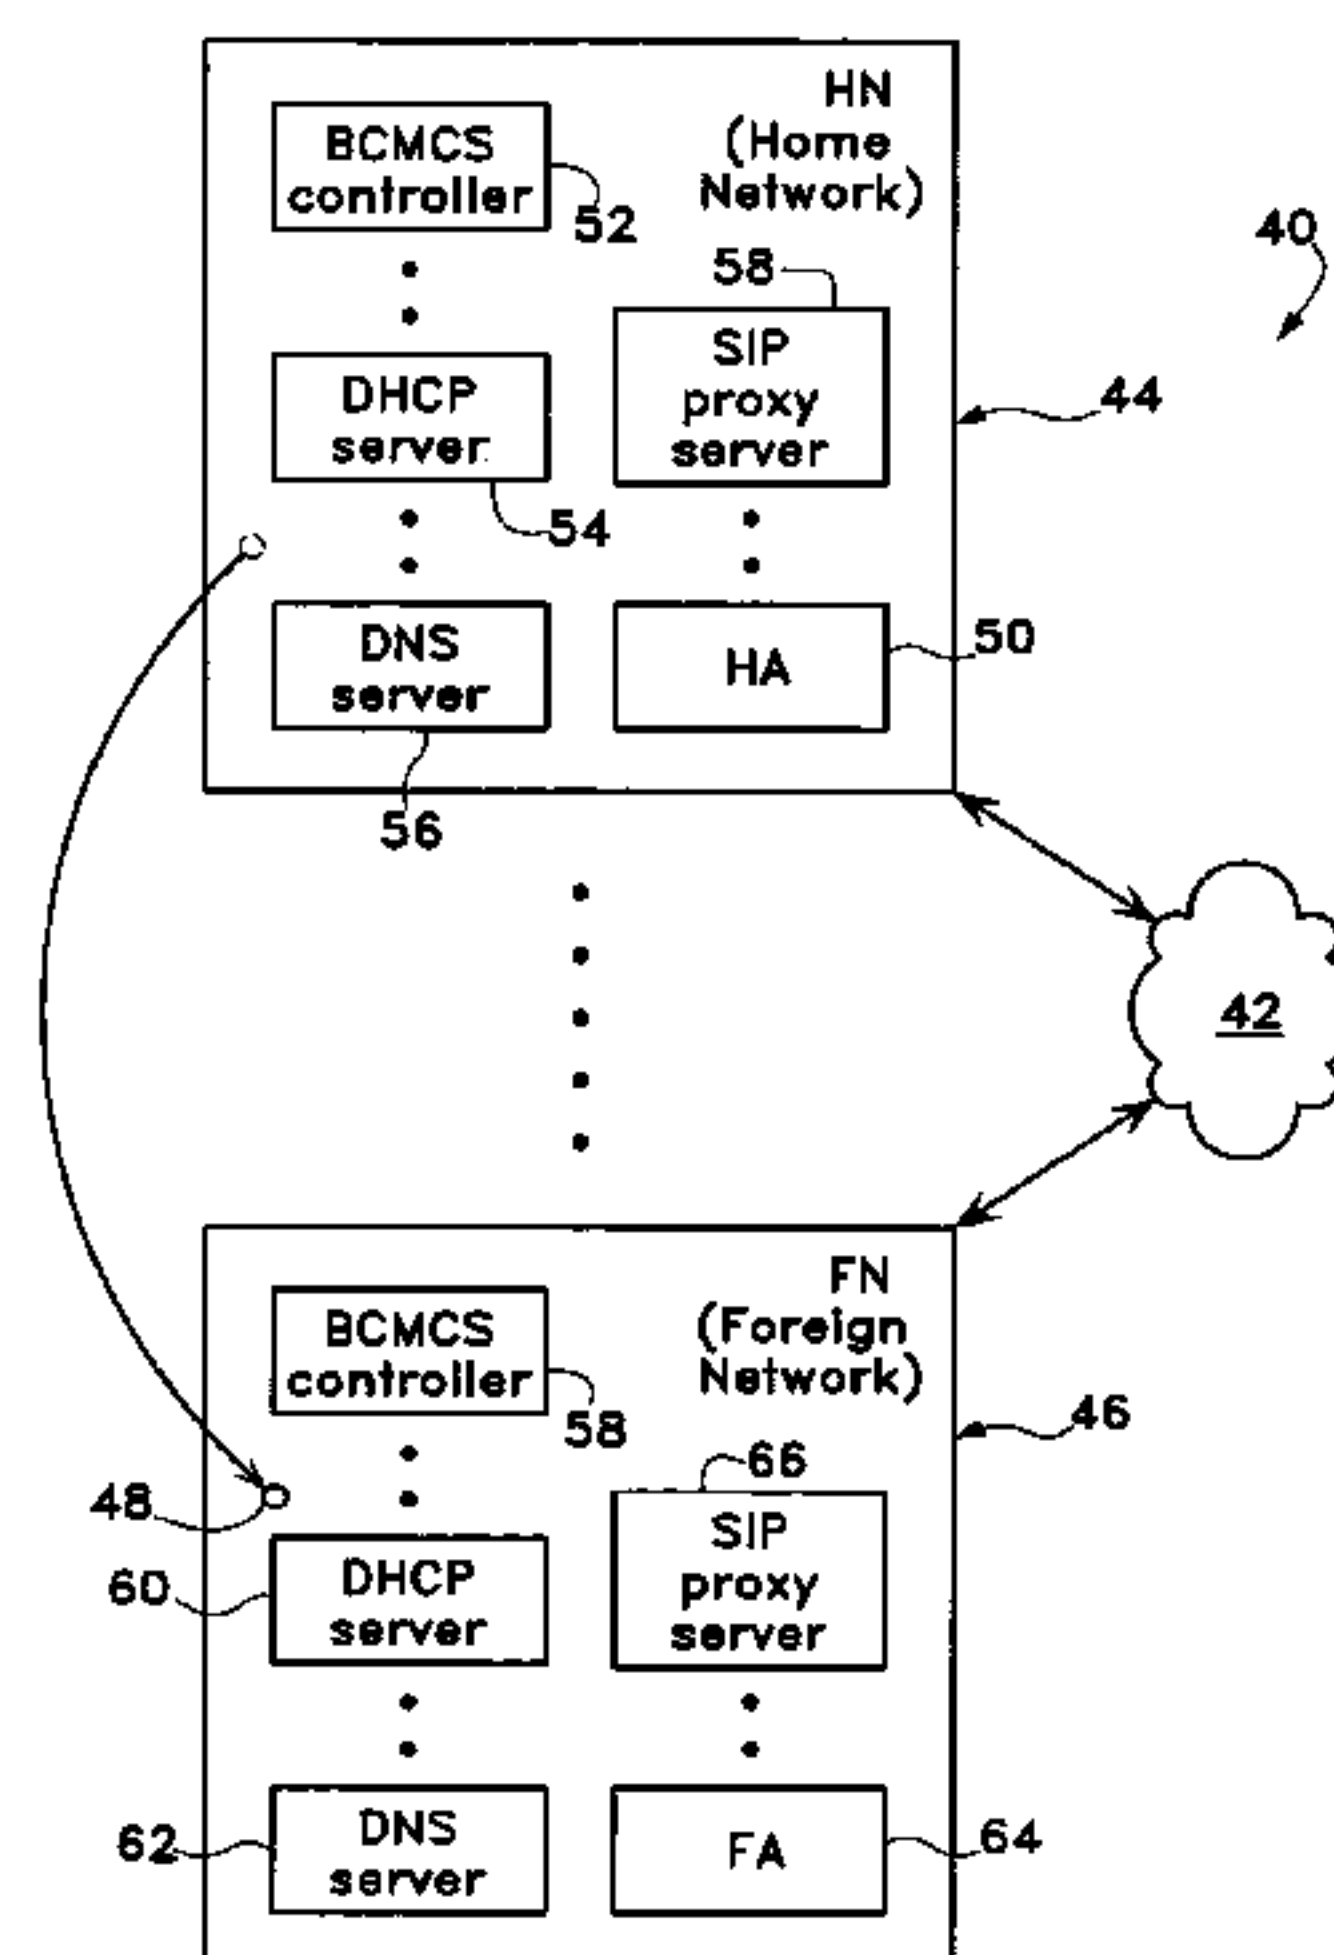 HN
(Home
Network)
BCMCS
controller
52
40
58
SIP
proxy
server
44
DHCP
server
54
DNS
server
56
HA
50
42
FN
(Foreign
Network)
BCMCS
controller
58
46
66
SIP
proxy
server
48
60
DHCP
server
62
DNS
server
FA
64